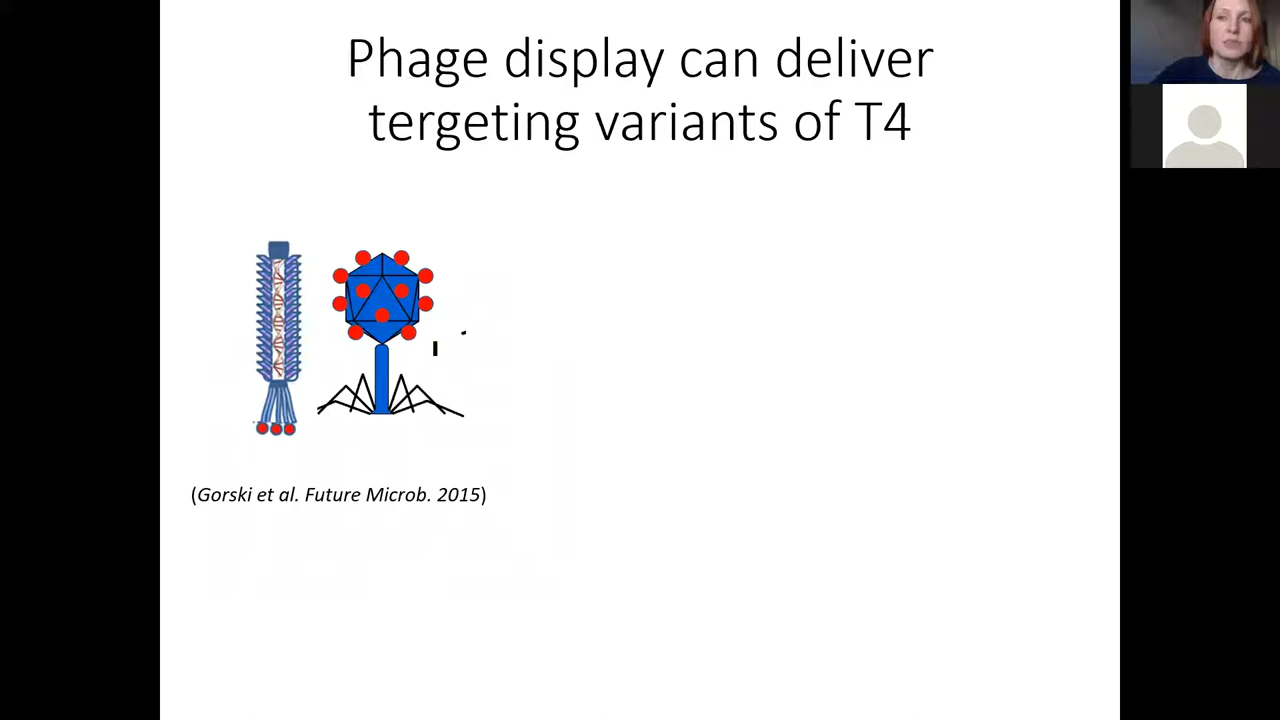 Phage display can deliver
tergeting variants of T4
(Gorski et al. Future Microb. 2015)